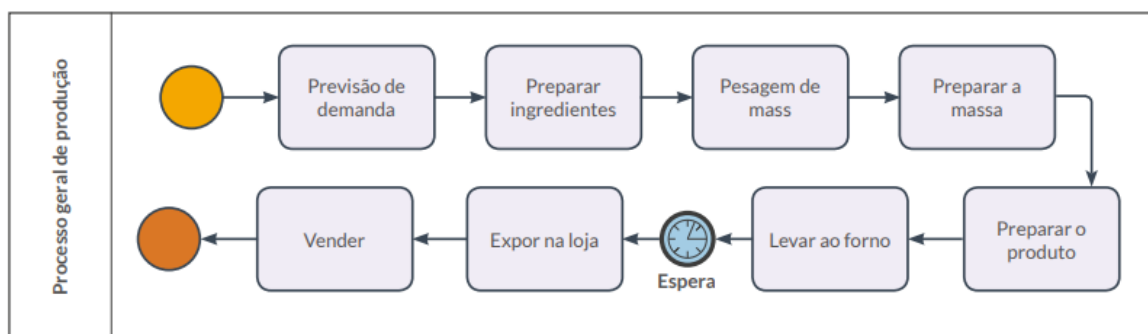 Processo geral de produção
Previsão de
demanda
Preparar
ingredientes
Pesagem de
mass
Preparar a
massa
Preparar o
produto
Levar ao forno
Espera
Expor na loja
Vender